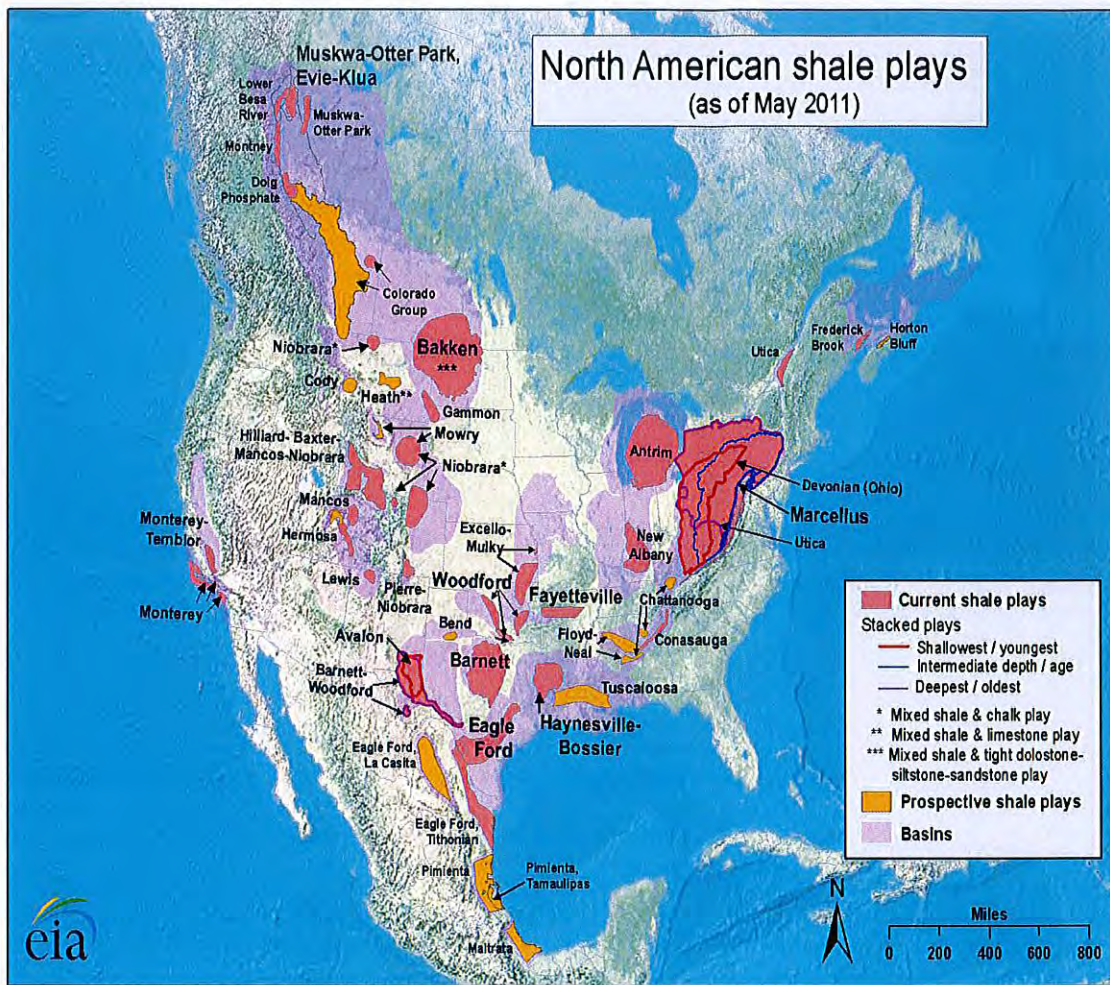 North American shale plays
(as of May 2011)
Muskwa-Otter Park,
Evie-Klua
Lower
Besa
River
Muskwa-
Otter Park
Montney
Doig
Phosphate
Colorado
Group
Niobrara*
Bakken
***
Cody
Heath**
Gammon
Mowry
Hilliard- Baxter-
Mancos-Niobrara
Niobrara*
Mancos
Hermosa
Monterey-
Temblor
Monterey
Lewis
Pierre-
Niobrara
Excello-
Mulky
Woodford
Fayetteville
Bend
Avalon
Barnett
Barnett-
Woodford
Antrim
New
Albany
Devonian (Ohio)
Marcellus
Utica
Utica
Frederick
Brook
Horton
Bluff
Chattanooga
Conasauga
Floyd-
Neal
Tuscaloosa
Haynesville-
Bossier
Eagle
Ford
Eagle Ford,
La Casita
Eagle Ford,
Tithonian
Pimienta
Pimienta,
Tamaulipas
Maltrata
Current shale plays
Stacked plays
Shallowest / youngest
Intermediate depth / age
Deepest / oldest
* Mixed shale & chalk play
** Mixed shale & limestone play
*** Mixed shale & tight dolostone-
siltstone-sandstone play
Prospective shale plays
Basins
N
Miles
0 200 400 600 800
eia